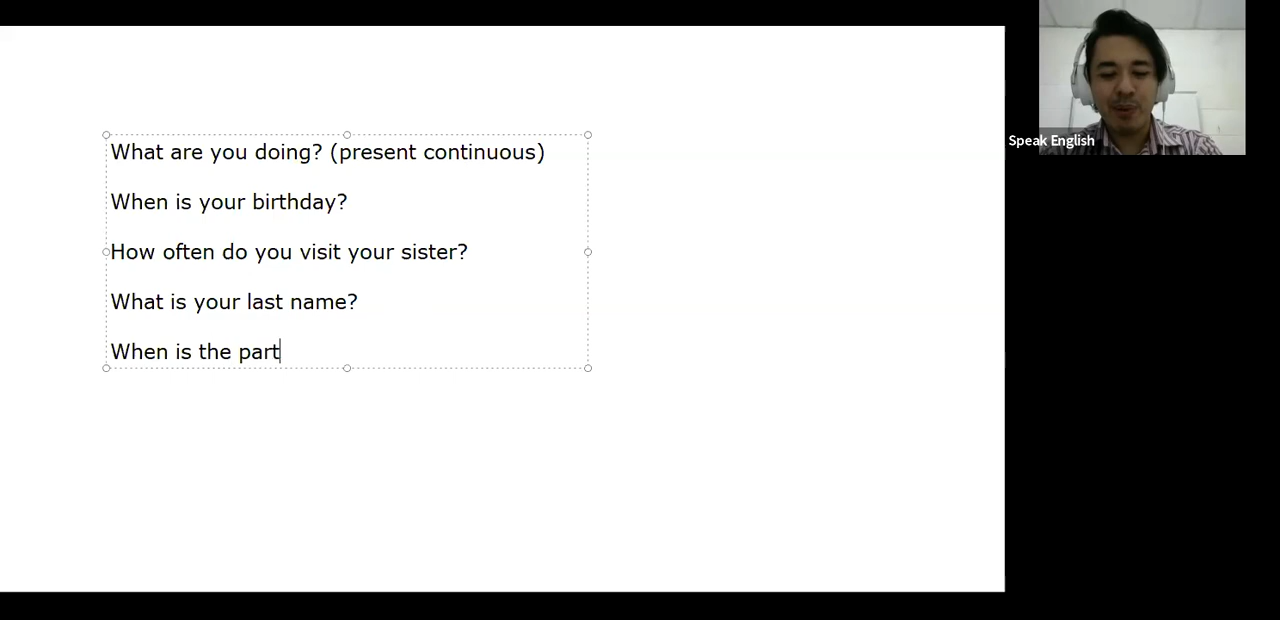 What are you doing? (present continuous)
When is your birthday?
How often do you visit your sister?
What is your last name?
When is the part
Speak English